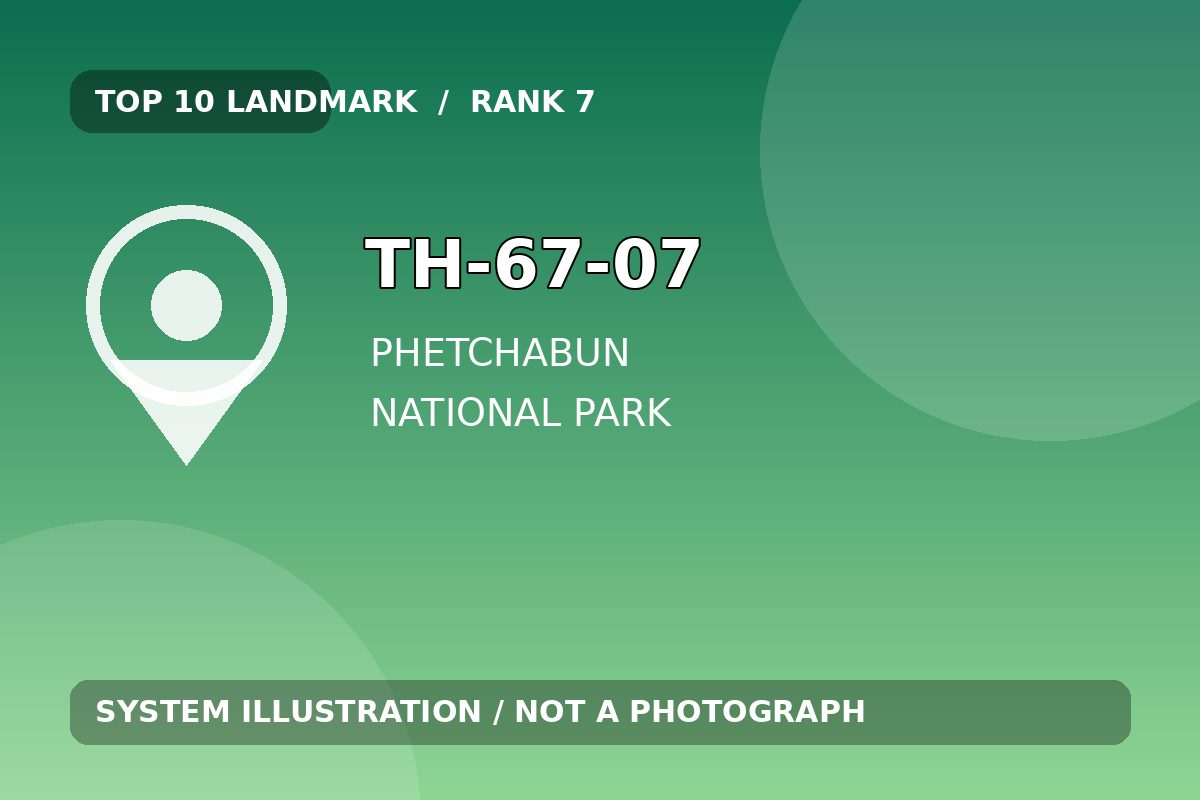 TOP 10 LANDMARK / RANK 7
TH-67-07
PHETCHABUN
NATIONAL PARK
SYSTEM ILLUSTRATION / NOT A PHOTOGRAPH